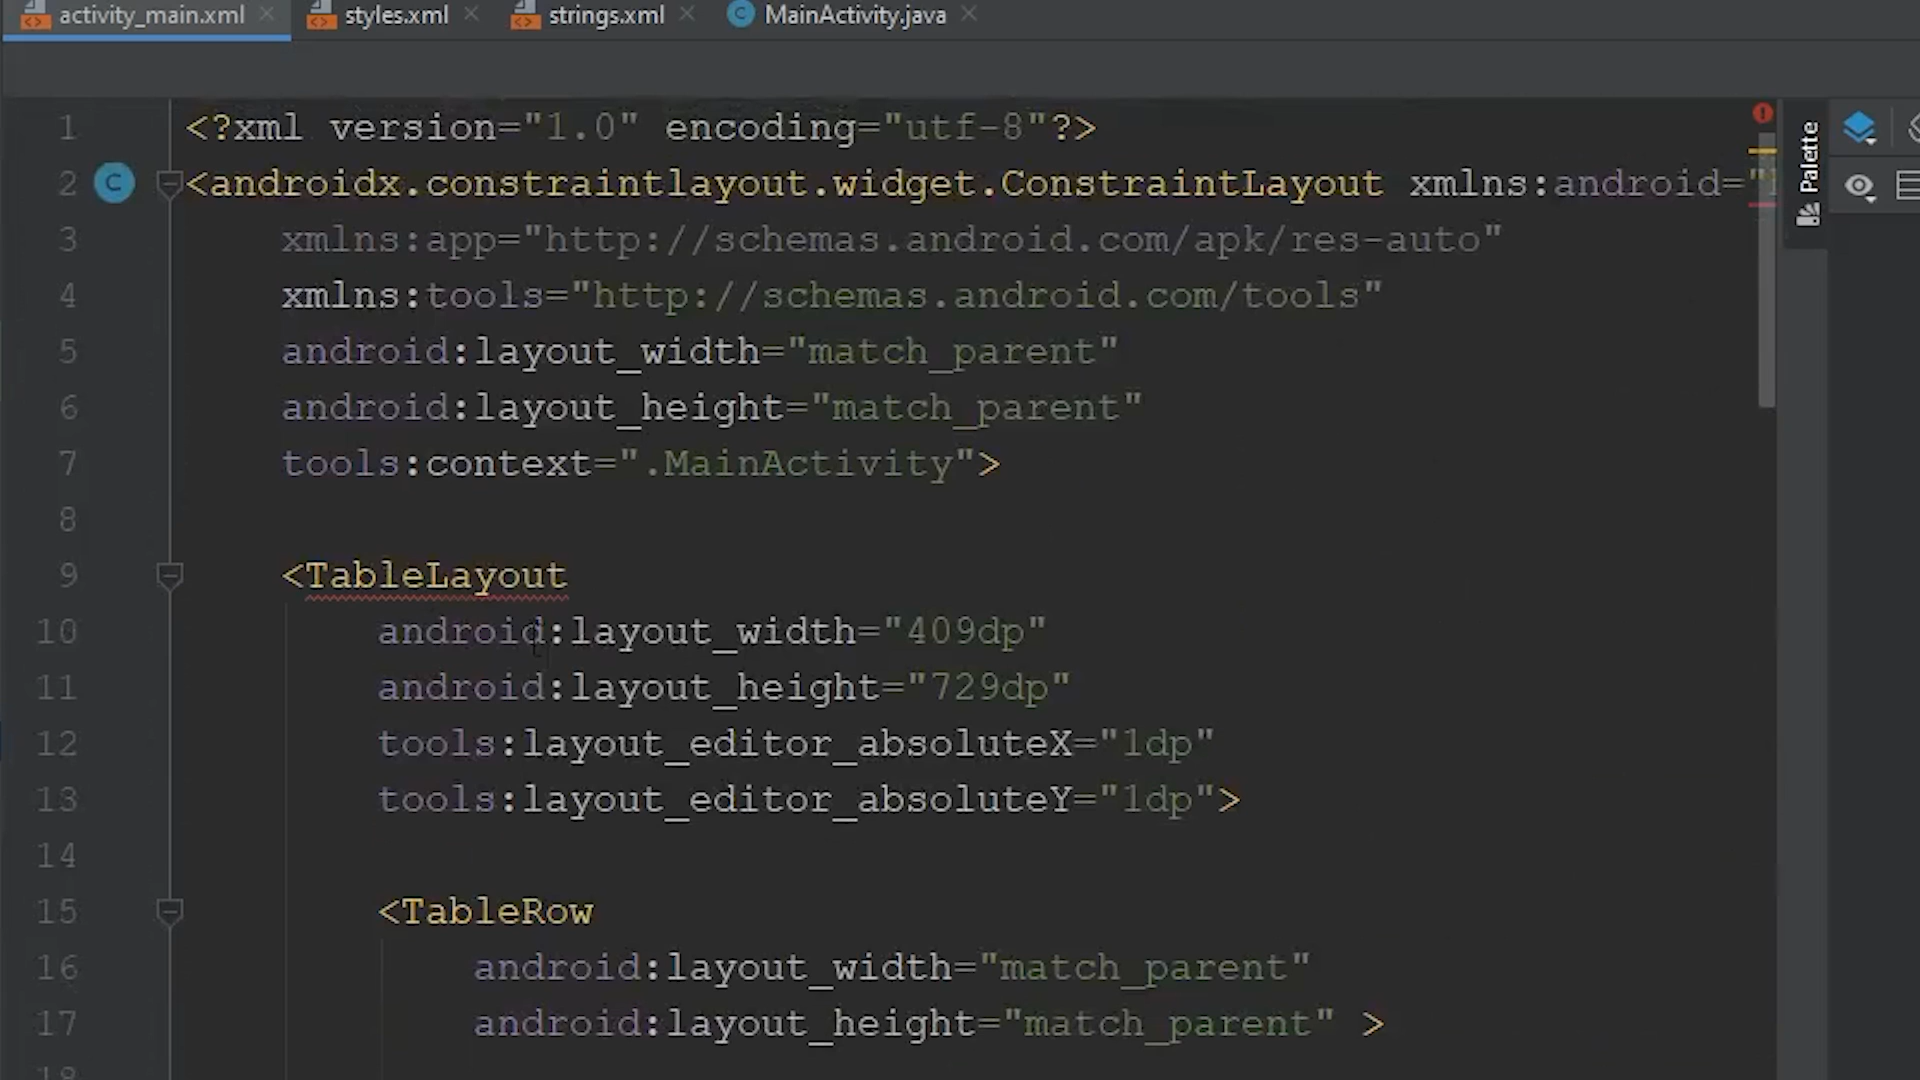 activity_main.xml styles.xml strings.xml MainActivity.java
1 <?xml version="1.0" encoding="utf-8"?>
2 <androidx.constraintlayout.widget.ConstraintLayout xmlns:android="
3 xmlns:app="http://schemas.android.com/apk/res-auto"
4 xmlns:tools="http://schemas.android.com/tools"
5 android:layout_width="match_parent"
6 android:layout_height="match_parent"
7 tools:context=".MainActivity">
8
9 <TableLayout
10 android:layout_width="409dp"
11 android:layout_height="729dp"
12 tools:layout_editor_absoluteX="1dp"
13 tools:layout_editor_absoluteY="1dp">
14
15 <TableRow
16 android:layout_width="match_parent"
17 android:layout_height="match_parent" >
18
Palette